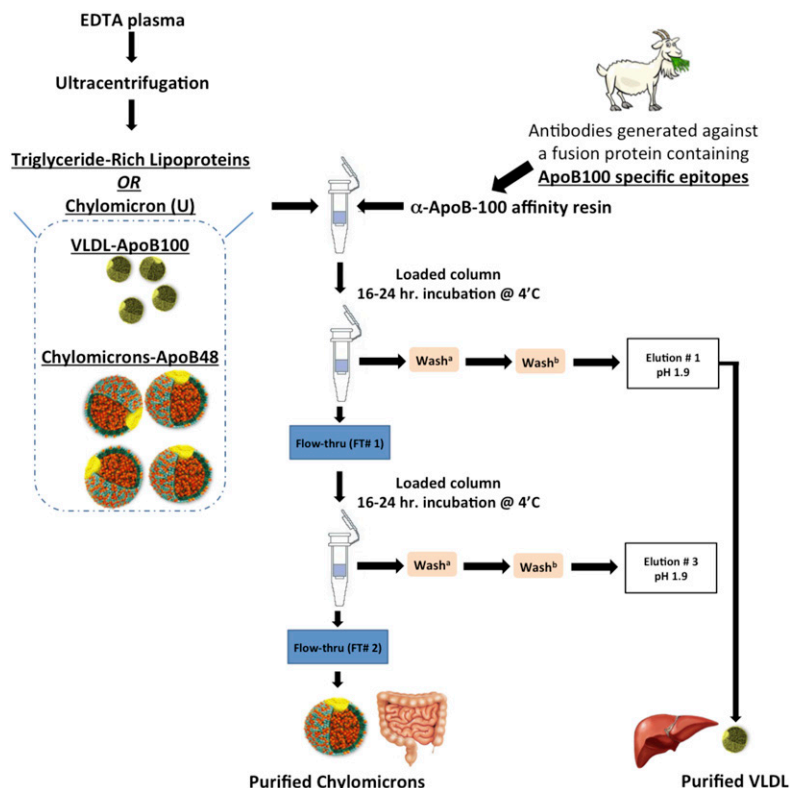 EDTA plasma
Ultracentrifugation
Triglyceride-Rich Lipoproteins
OR
Chylomicron (U)
VLDL-ApoB100
Chylomicrons-ApoB48
Antibodies generated against
a fusion protein containing
ApoB100 specific epitopes
α-ApoB-100 affinity resin
Loaded column
16-24 hr. incubation @ 4'C
Washᵃ
Washᵇ
Elution # 1
pH 1.9
Flow-thru (FT# 1)
Loaded column
16-24 hr. incubation @ 4'C
Washᵃ
Washᵇ
Elution # 3
pH 1.9
Flow-thru (FT# 2)
Purified Chylomicrons
Purified VLDL